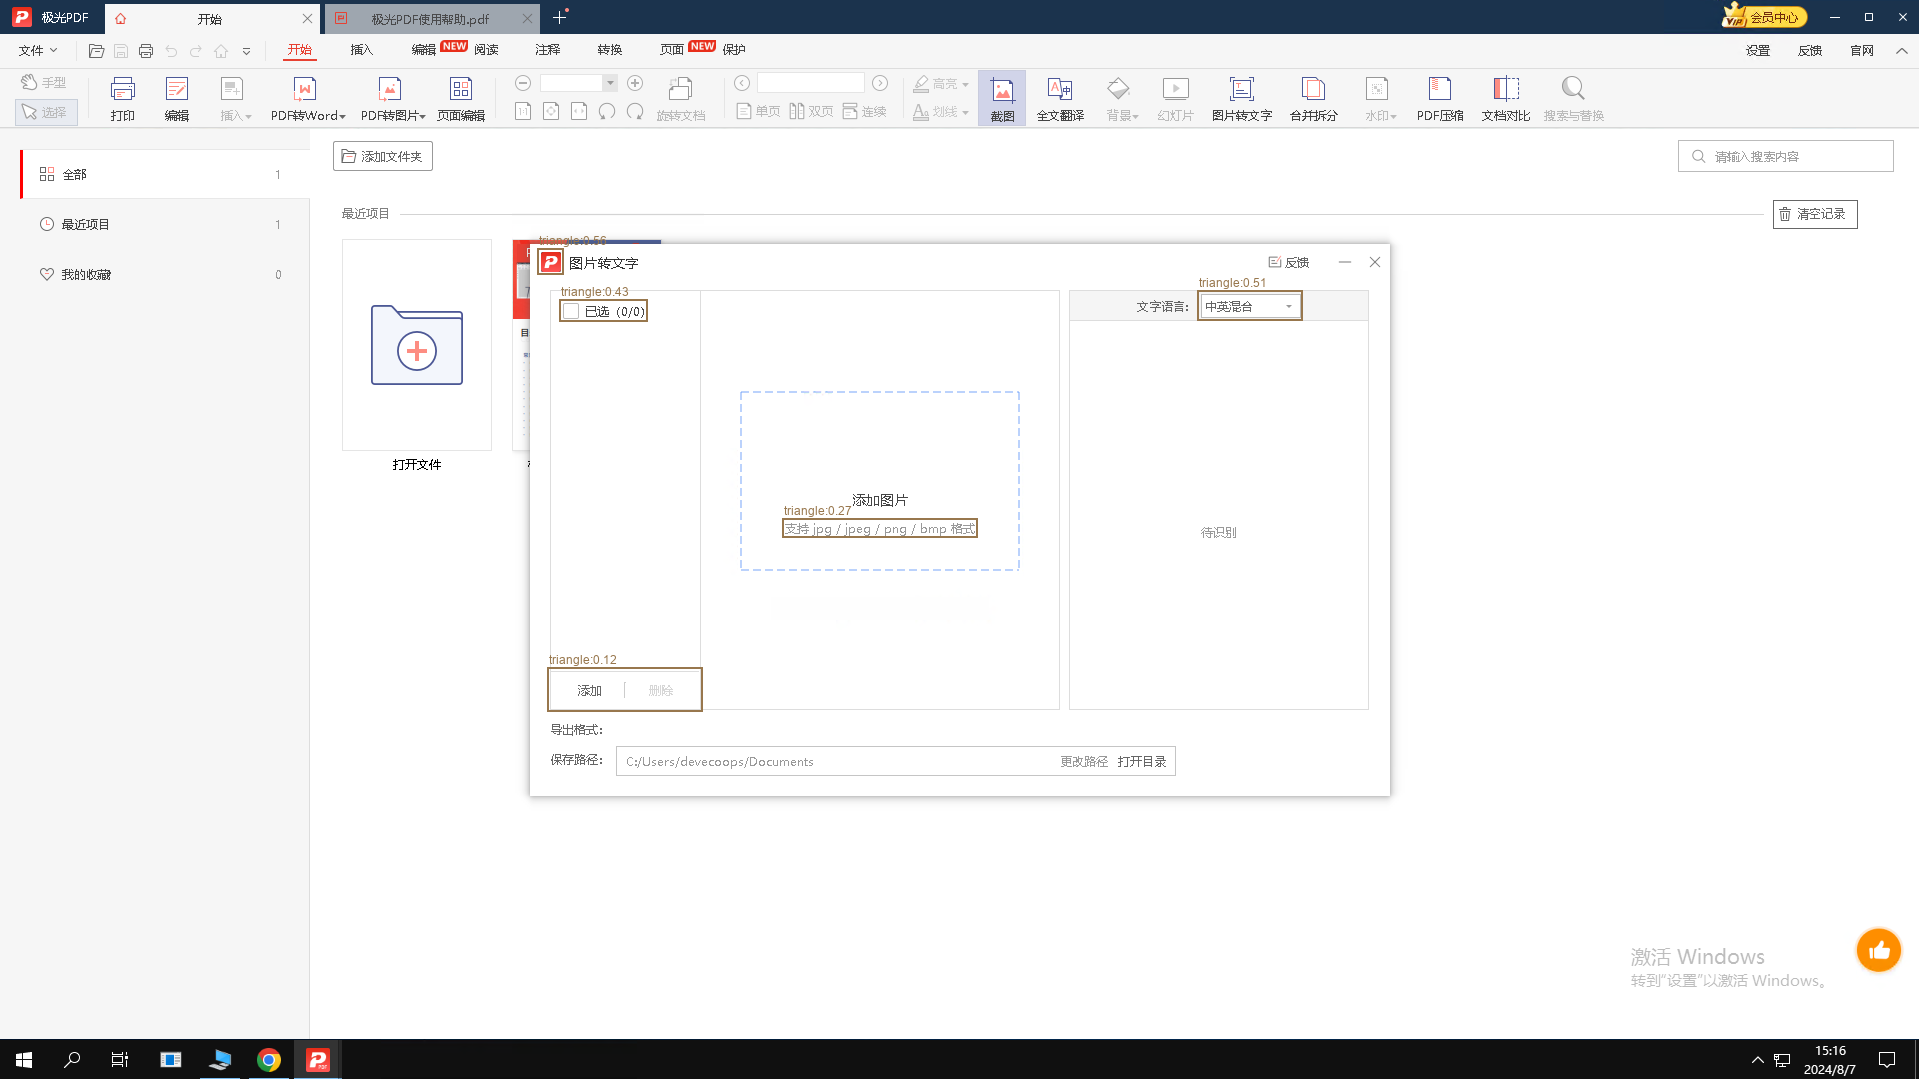 极光PDF
开始
极光PDF使用帮助.pdf
VIP 会员中心
文件
开始
插入
编辑 NEW
阅读
注释
转换
页面 NEW
保护
设置
反馈
官网
手型
选择
打印
编辑
插入
PDF转Word
PDF转图片
页面编辑
1:1
旋转文档
单页
双页
连续
高亮
划线
截图
全文翻译
背景
幻灯片
图片转文字
合并拆分
水印
PDF压缩
文档对比
搜索与替换
全部 1
最近项目 1
我的收藏 0
添加文件夹
请输入搜索内容
最近项目
清空记录
打开文件
triangle:0.56
图片转文字
反馈
triangle:0.43
已选 (0/0)
triangle:0.51
文字语言:
中英混合
添加图片
triangle:0.27
支持 jpg / jpeg / png / bmp 格式
待识别
triangle:0.12
添加
删除
导出格式:
保存路径:
C:/Users/devecoops/Documents
更改路径
打开目录
激活 Windows
转到“设置”以激活 Windows。
15:16
2024/8/7